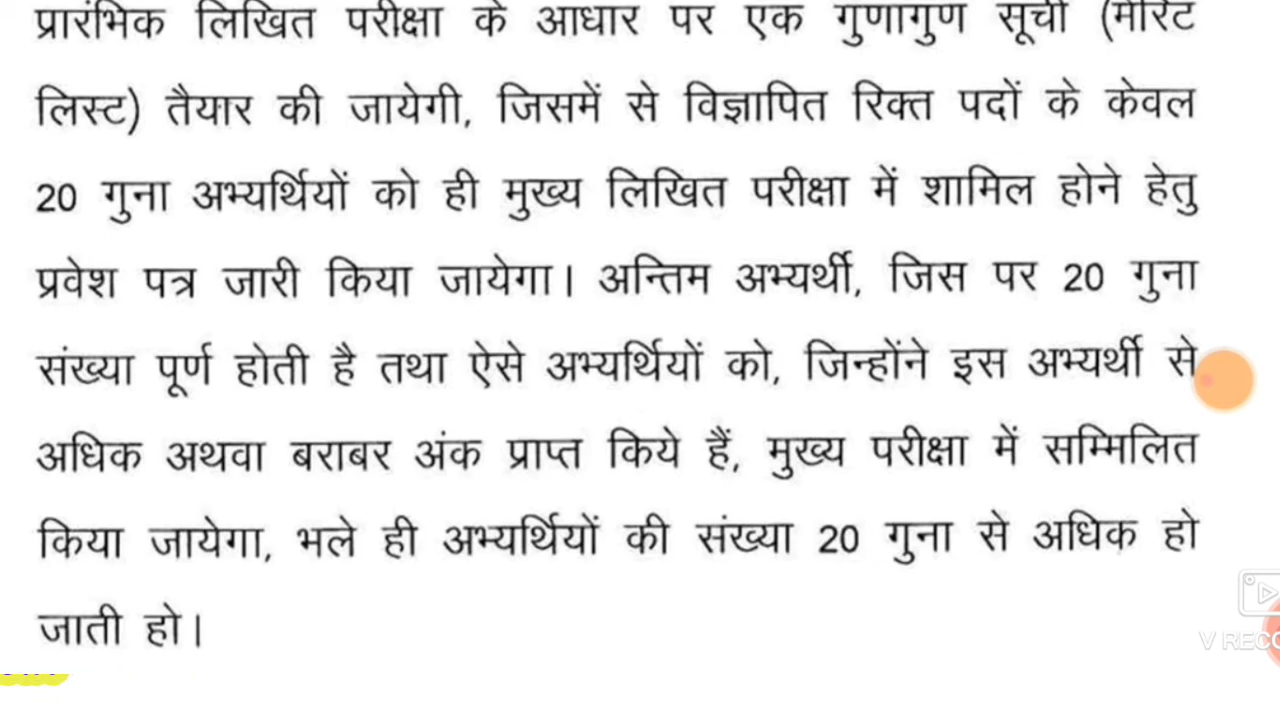 प्रारंभिक लिखित परीक्षा के आधार पर एक गुणागुण सूची (मेरिट
लिस्ट) तैयार की जायेगी, जिसमें से विज्ञापित रिक्त पदों के केवल
20 गुना अभ्यर्थियों को ही मुख्य लिखित परीक्षा में शामिल होने हेतु
प्रवेश पत्र जारी किया जायेगा। अन्तिम अभ्यर्थी, जिस पर 20 गुना
संख्या पूर्ण होती है तथा ऐसे अभ्यर्थियों को, जिन्होंने इस अभ्यर्थी से
अधिक अथवा बराबर अंक प्राप्त किये हैं, मुख्य परीक्षा में सम्मिलित
किया जायेगा, भले ही अभ्यर्थियों की संख्या 20 गुना से अधिक हो
जाती हो।
V RECO